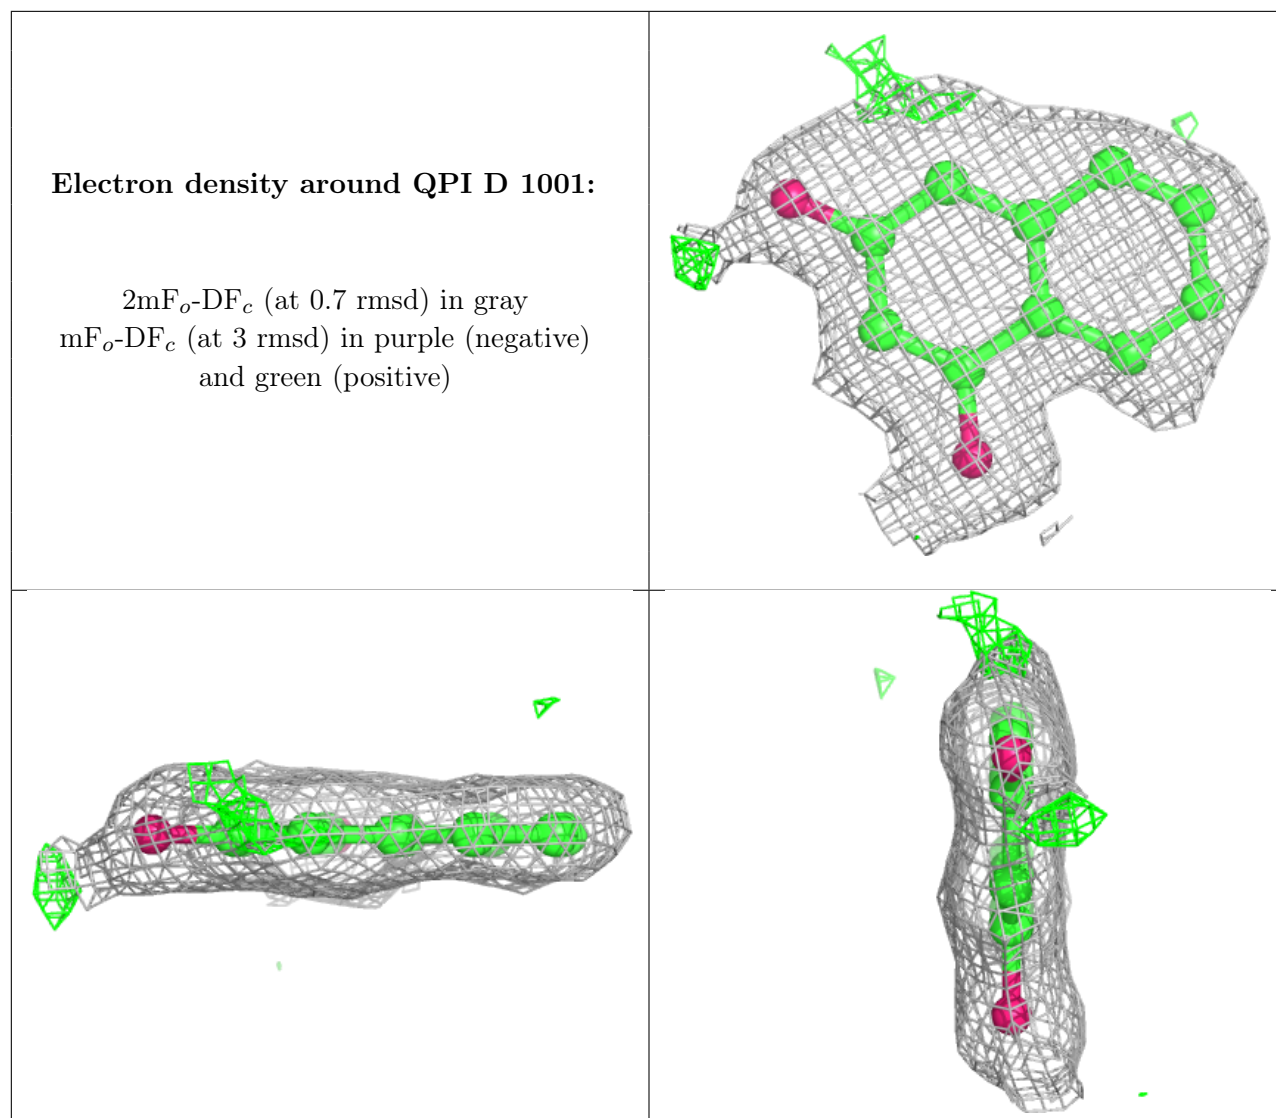 Electron density around QPI D 1001:
2mFₒ-DF𝒸 (at 0.7 rmsd) in gray
mFₒ-DF𝒸 (at 3 rmsd) in purple (negative)
and green (positive)